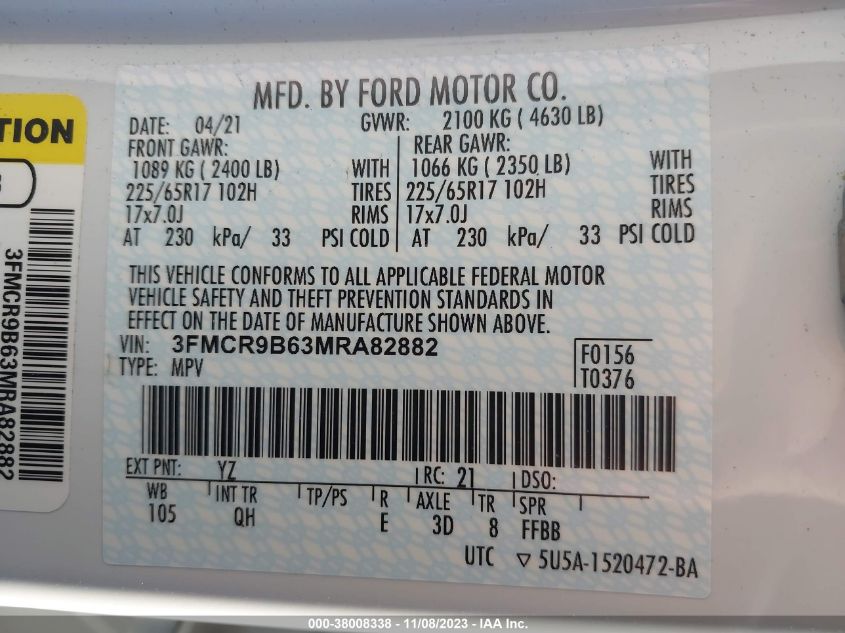 MFD. BY FORD MOTOR CO.
DATE: 04/21 GVWR: 2100 KG ( 4630 LB)
FRONT GAWR: REAR GAWR:
1089 KG ( 2400 LB) WITH 1066 KG ( 2350 LB) WITH
225/65R17 102H TIRES 225/65R17 102H TIRES
17x7.0J RIMS 17x7.0J RIMS
AT 230 kPa/ 33 PSI COLD AT 230 kPa/ 33 PSI COLD
THIS VEHICLE CONFORMS TO ALL APPLICABLE FEDERAL MOTOR
VEHICLE SAFETY AND THEFT PREVENTION STANDARDS IN
EFFECT ON THE DATE OF MANUFACTURE SHOWN ABOVE.
VIN: 3FMCR9B63MRA82882 F0156
TYPE: MPV T0376
EXT PNT: YZ RC: 21 DSO:
WB INT TR TP/PS R AXLE TR SPR
105 QH E 3D 8 FFBB
UTC ▽ 5U5A-1520472-BA
TION
3FMCR9B63MRA82882
000-38008338 - 11/08/2023 - IAA Inc.